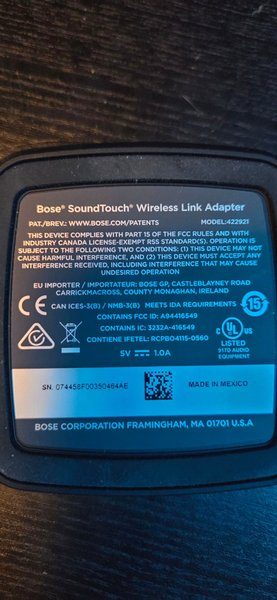 Bose® SoundTouch® Wireless Link Adapter
PAT./BREV.: WWW.BOSE.COM/PATENTS MODEL:422921
THIS DEVICE COMPLIES WITH PART 15 OF THE FCC RULES AND WITH
INDUSTRY CANADA LICENSE-EXEMPT RSS STANDARD(S). OPERATION IS
SUBJECT TO THE FOLLOWING TWO CONDITIONS: (1) THIS DEVICE MAY NOT
CAUSE HARMFUL INTERFERENCE, AND (2) THIS DEVICE MUST ACCEPT ANY
INTERFERENCE RECEIVED, INCLUDING INTERFERENCE THAT MAY CAUSE
UNDESIRED OPERATION
EU IMPORTER / IMPORTATEUR: BOSE GP, CASTLEBLAYNEY ROAD
CARRICKMACROSS, COUNTY MONAGHAN, IRELAND
CE CAN ICES-3(B) / NMB-3(B) MEETS IDA REQUIREMENTS 15
CONTAINS FCC ID: A94416549
CONTAINS IC: 3232A-416549
CONTIENE IFETEL: RCPBO4115-0560
5V 1.0A
c UL us
LISTED
9170 AUDIO
EQUIPMENT
SN. 074458F00350464AE MADE IN MEXICO
BOSE CORPORATION FRAMINGHAM, MA 01701 U.S.A